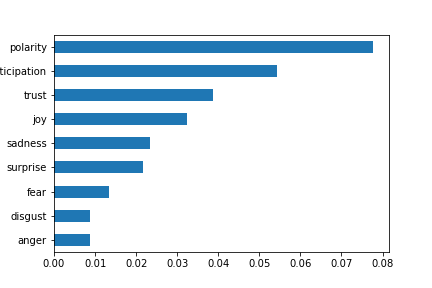 polarity
ticipation
trust
joy
sadness
surprise
fear
disgust
anger
0.00 0.01 0.02 0.03 0.04 0.05 0.06 0.07 0.08